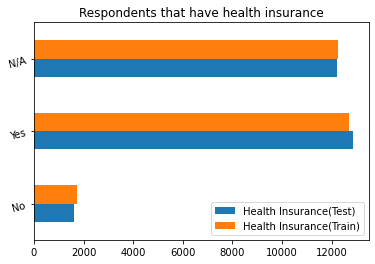 Respondents that have health insurance
N/A
Yes
No
Health Insurance(Test)
Health Insurance(Train)
0 2000 4000 6000 8000 10000 12000